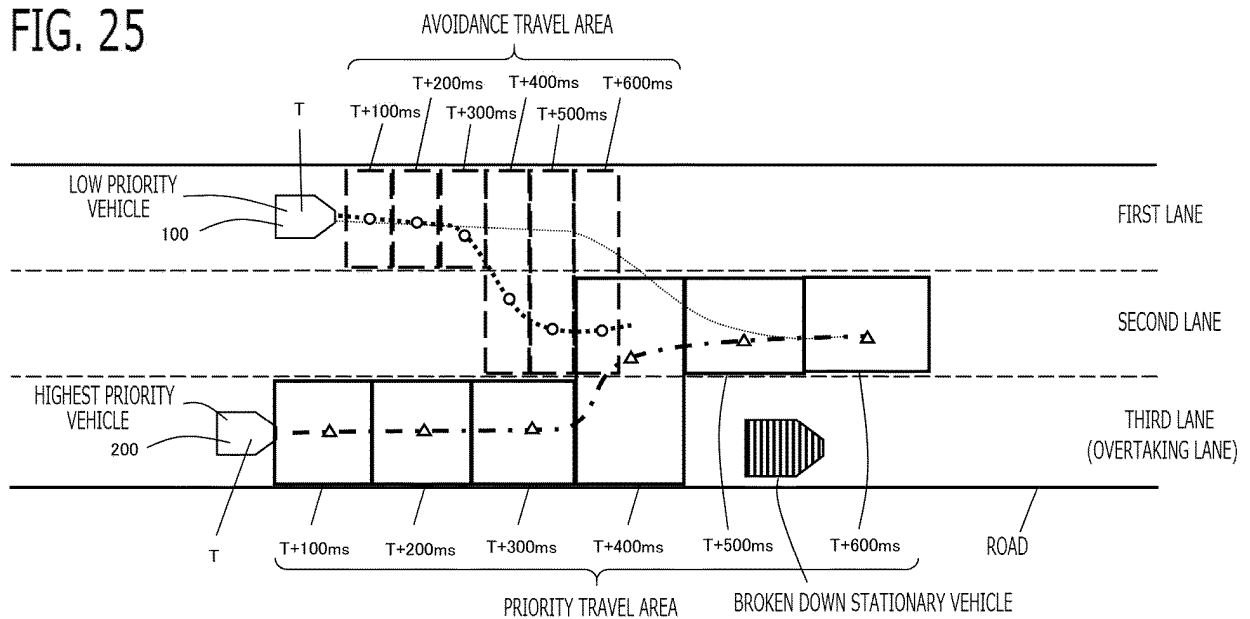 FIG. 25
AVOIDANCE TRAVEL AREA
T+200ms
T+400ms
T+600ms
T
T+100ms
T+300ms
T+500ms
LOW PRIORITY
VEHICLE
100
FIRST LANE
SECOND LANE
HIGHEST PRIORITY
VEHICLE
200
THIRD LANE
(OVERTAKING LANE)
T
T+100ms
T+200ms
T+300ms
T+400ms
T+500ms
T+600ms
ROAD
PRIORITY TRAVEL AREA
BROKEN DOWN STATIONARY VEHICLE